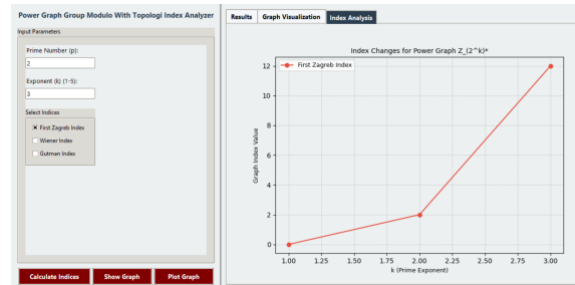 Power Graph Group Modulo With Topologi Index Analyzer
Input Parameters
Prime Number (p):
2
Exponent (k) (1-5):
3
Select Indices
First Zagreb Index
Wiener Index
Gutman Index
Calculate Indices
Show Graph
Plot Graph
Results
Graph Visualization
Index Analysis
Index Changes for Power Graph Z_(2^k)*
First Zagreb Index
Graph Index Value
12
10
8
6
4
2
0
1.00 1.25 1.50 1.75 2.00 2.25 2.50 2.75 3.00
k (Prime Exponent)